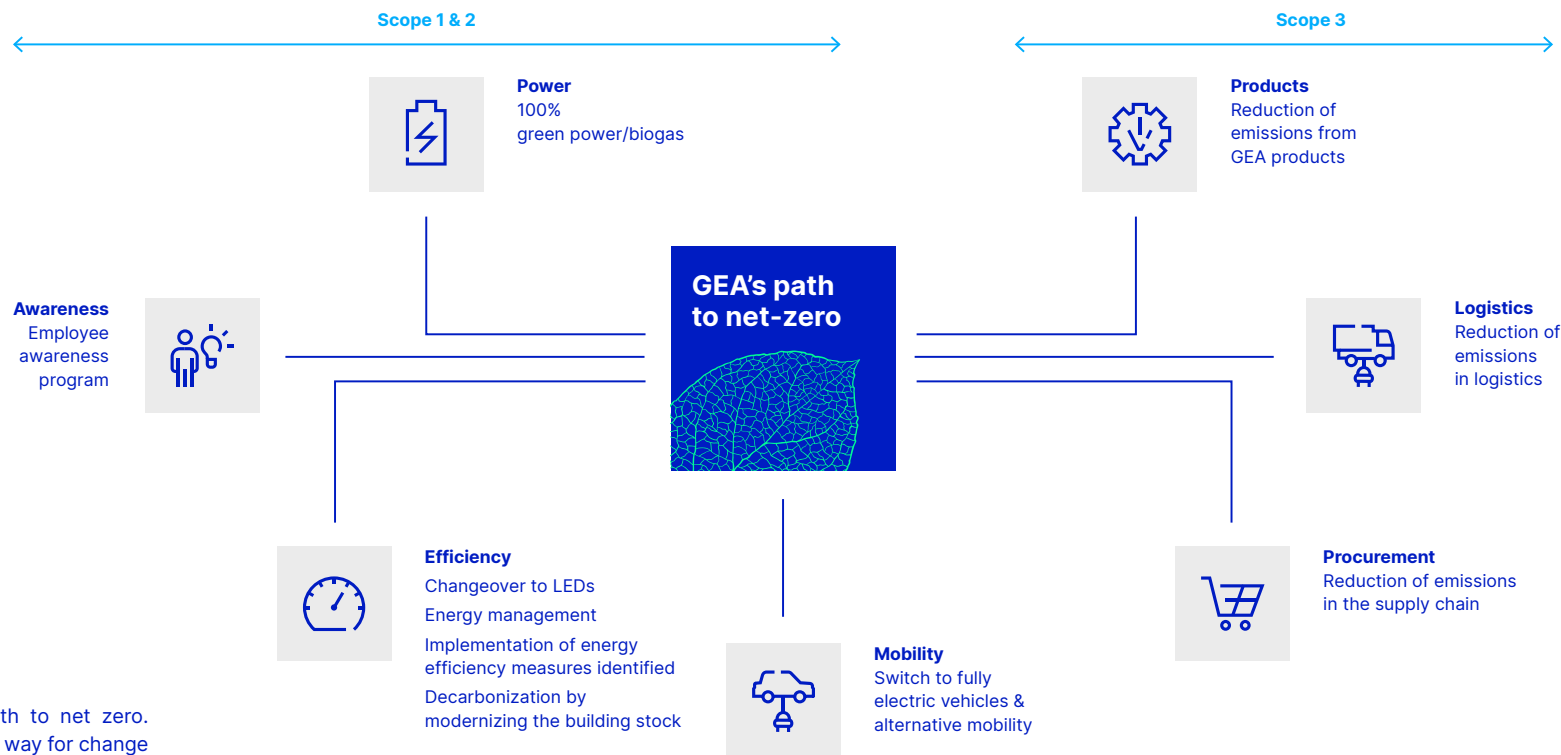 Scope 1 & 2
Scope 3
Power
100%
green power/biogas
Products
Reduction of
emissions from
GEA products
GEA’s path
to net-zero
Awareness
Employee
awareness
program
Logistics
Reduction of
emissions
in logistics
Efficiency
Changeover to LEDs
Energy management
Implementation of energy
efficiency measures identified
Decarbonization by
modernizing the building stock
Mobility
Switch to fully
electric vehicles &
alternative mobility
Procurement
Reduction of emissions
in the supply chain
th to net zero.
way for change